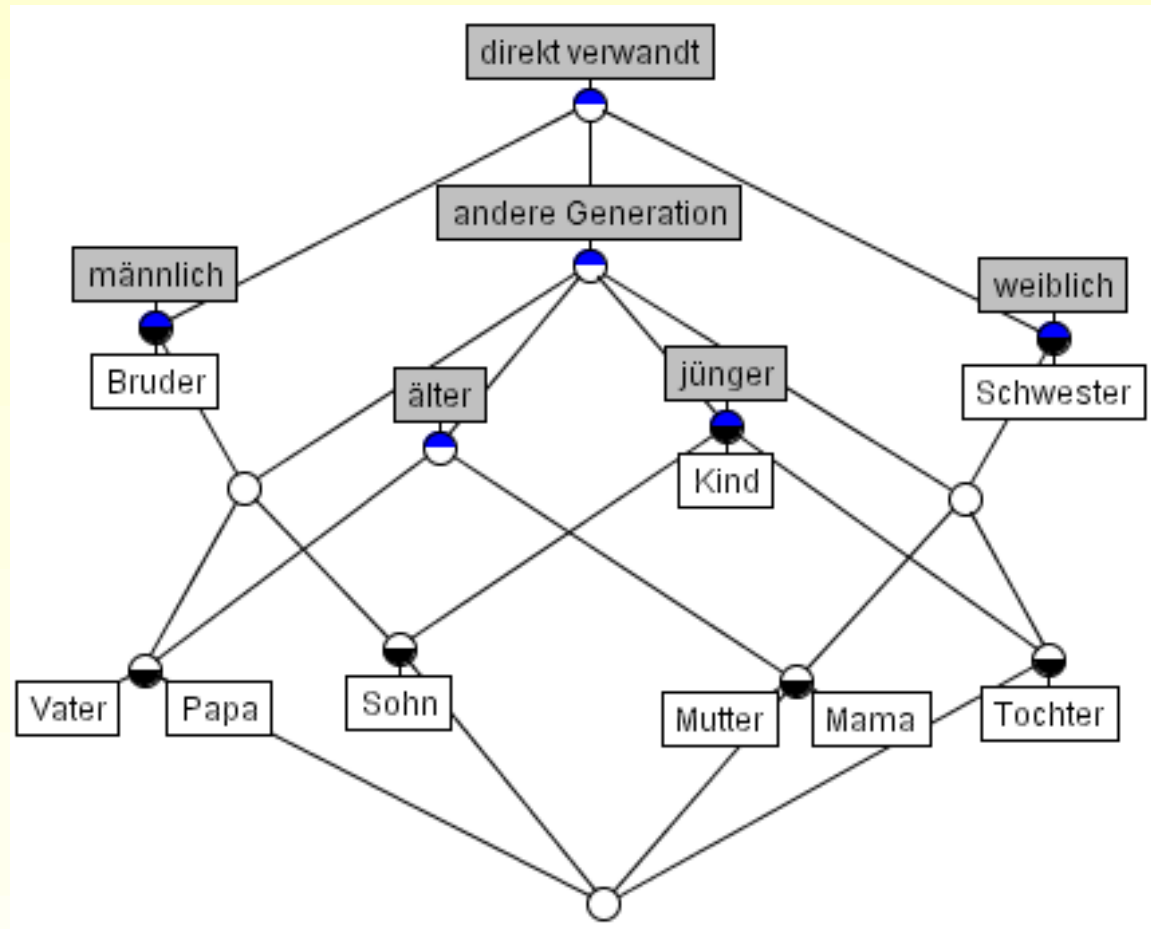 direkt verwandt
andere Generation
männlich
weiblich
Bruder
älter
jünger
Schwester
Kind
Vater
Papa
Sohn
Mutter
Mama
Tochter